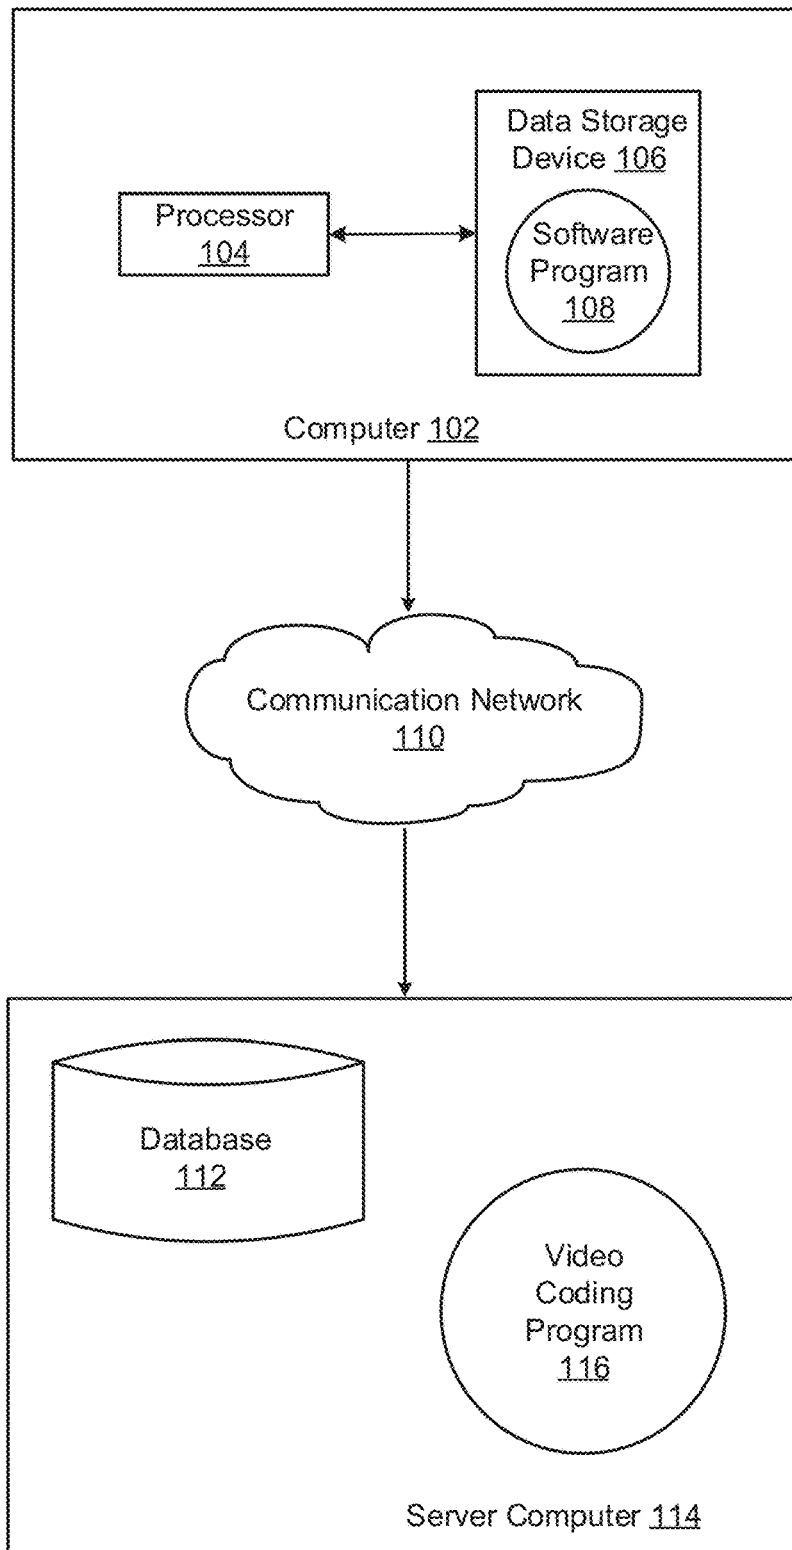 Data Storage
Device 106
Processor
104
Software
Program
108
Computer 102
Communication Network
110
Database
112
Video
Coding
Program
116
Server Computer 114